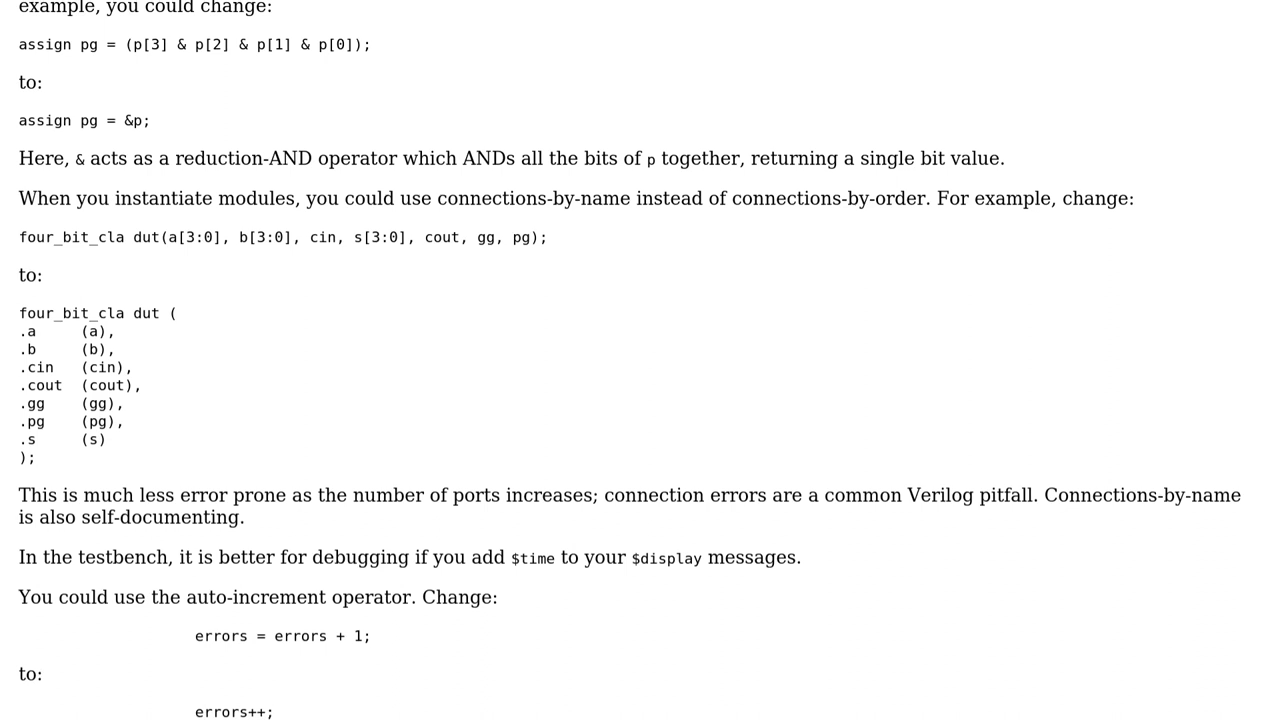 example, you could change:
assign pg = (p[3] & p[2] & p[1] & p[0]);
to:
assign pg = &p;
Here, & acts as a reduction-AND operator which ANDs all the bits of p together, returning a single bit value.
When you instantiate modules, you could use connections-by-name instead of connections-by-order. For example, change:
four_bit_cla dut(a[3:0], b[3:0], cin, s[3:0], cout, gg, pg);
to:
four_bit_cla dut (
.a     (a),
.b     (b),
.cin   (cin),
.cout  (cout),
.gg    (gg),
.pg    (pg),
.s     (s)
);
This is much less error prone as the number of ports increases; connection errors are a common Verilog pitfall. Connections-by-name
is also self-documenting.
In the testbench, it is better for debugging if you add $time to your $display messages.
You could use the auto-increment operator. Change:
errors = errors + 1;
to:
errors++;